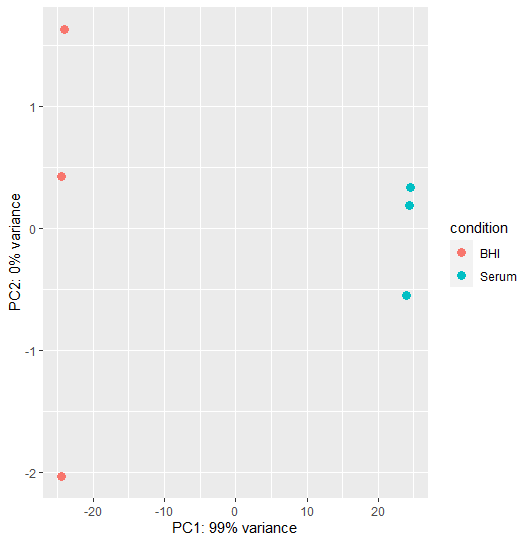 PC2: 0% variance
1
0
-1
-2
-20 -10 0 10 20
PC1: 99% variance
condition
BHI
Serum